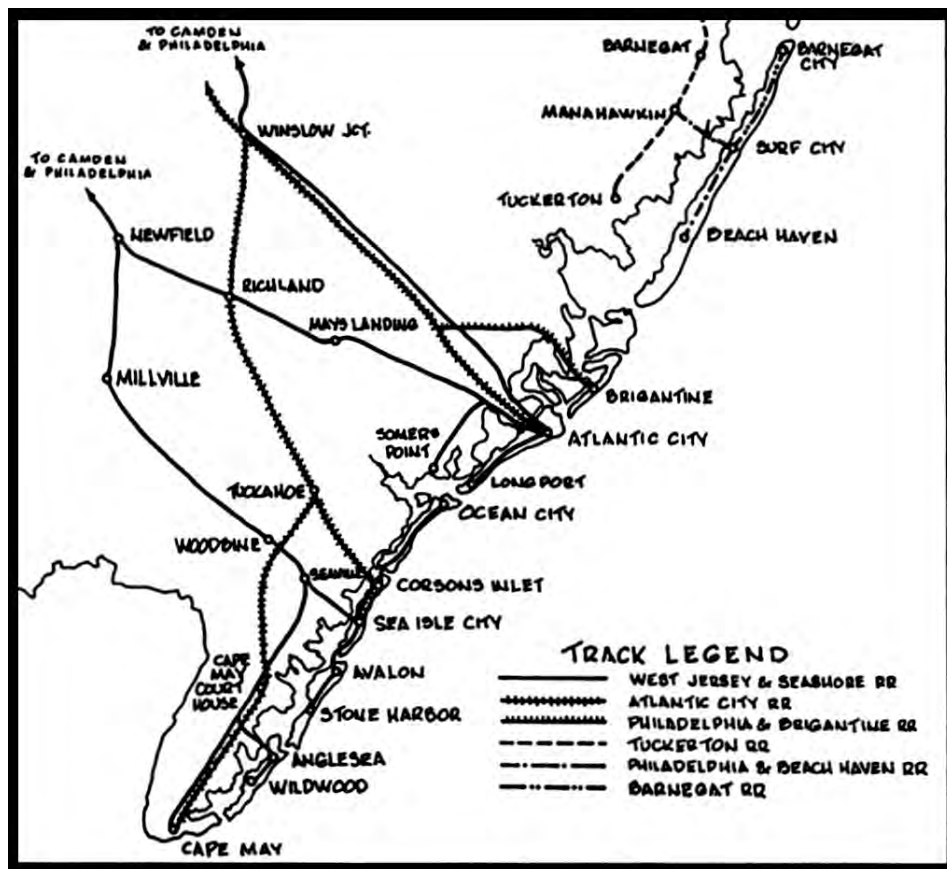 TO CAMDEN
& PHILADELPHIA
BARNEGAT
BARNEGAT
CITY
MANAHAWKIN
WINSLOW JCT.
SURF CITY
TO CAMDEN
& PHILADELPHIA
TUCKERTON
NEWFIELD
BEACH HAVEN
RICHLAND
MAYS LANDING
MILLVILLE
BRIGANTINE
SOMERS
POINT
ATLANTIC CITY
LONGPORT
TUCKAHOE
OCEAN CITY
WOODBINE
SEAVILLE
CORSONS INLET
SEA ISLE CITY
CAPE
MAY
COURT
HOUSE
AVALON
STONE HARBOR
ANGLESEA
WILDWOOD
CAPE MAY
TRACK LEGEND
WEST JERSEY & SEASHORE RR
ATLANTIC CITY RR
PHILADELPHIA & BRIGANTINE RR
TUCKERTON RR
PHILADELPHIA & BEACH HAVEN RR
BARNEGAT RR